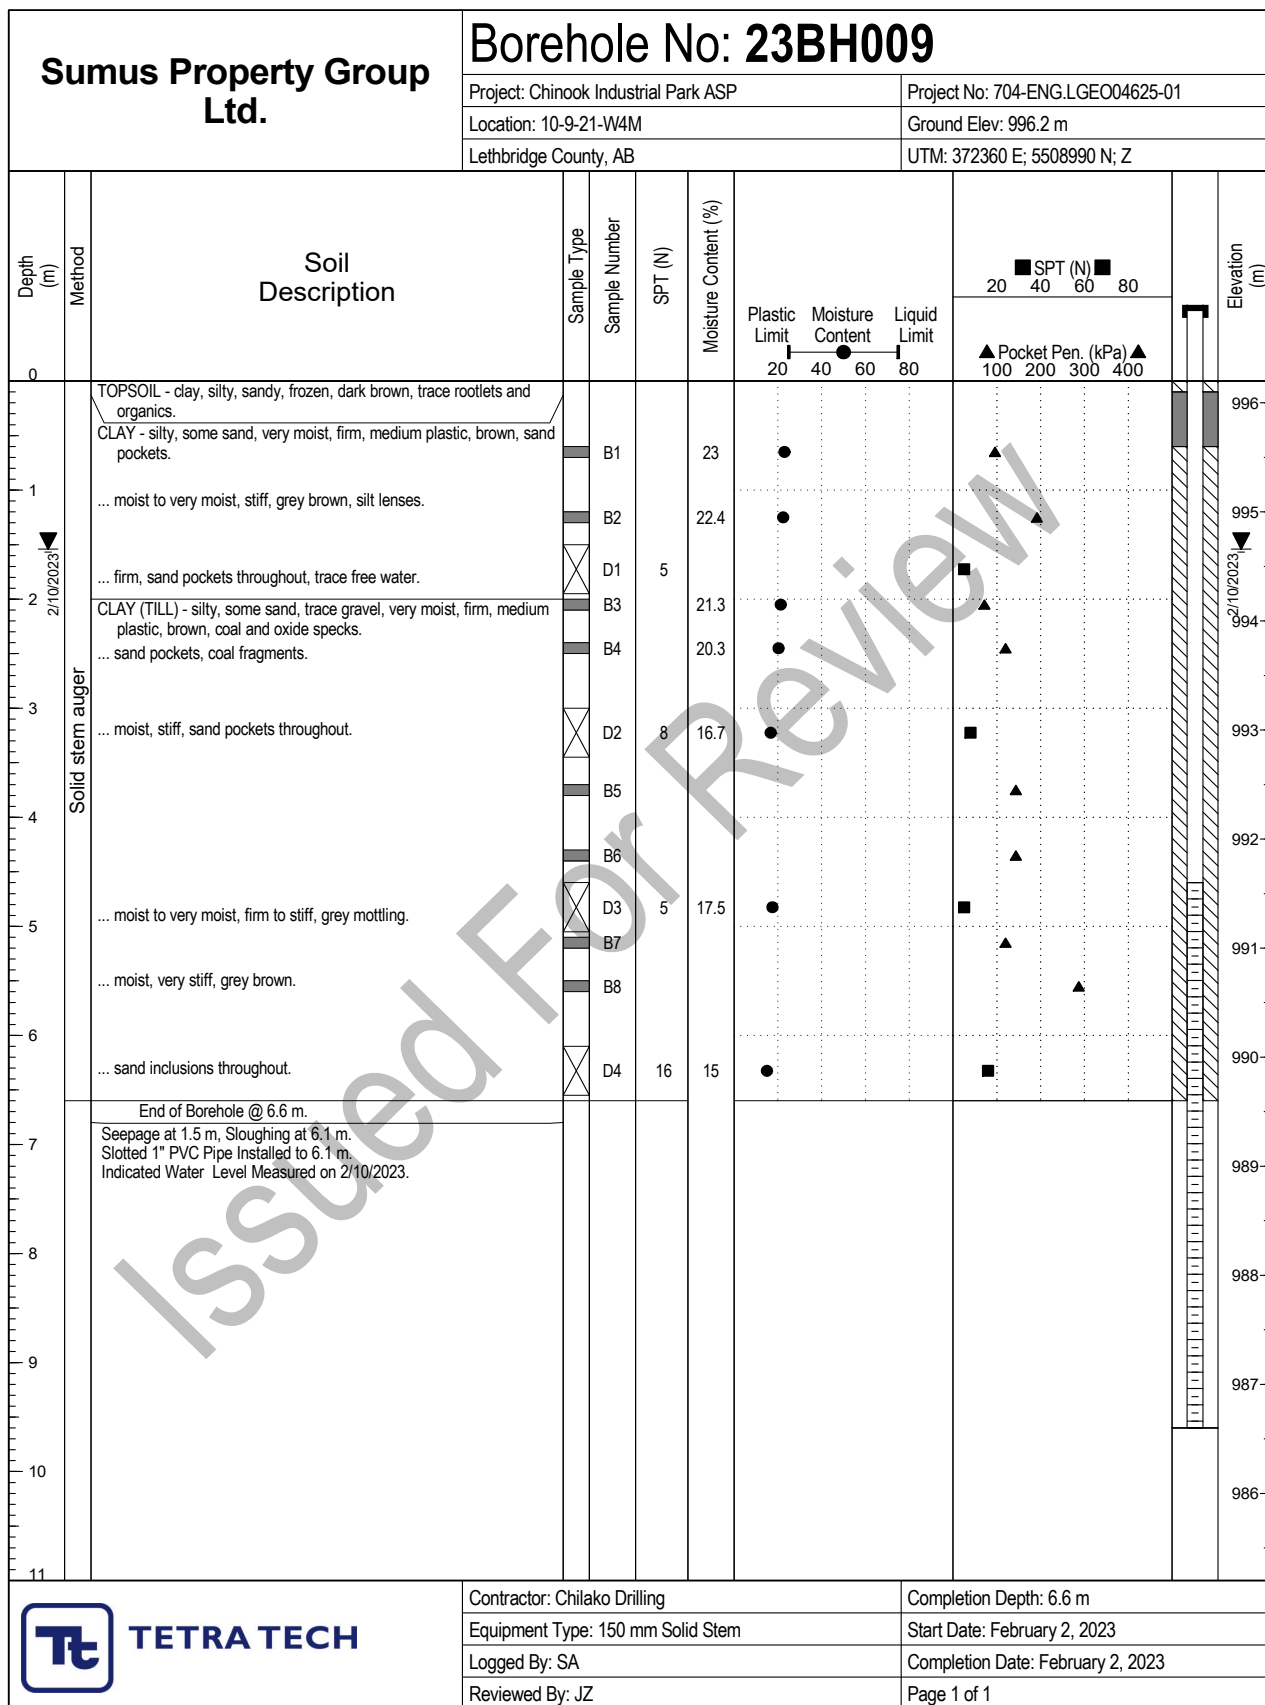 Sumus Property Group
Ltd.
Borehole No: 23BH009
Project: Chinook Industrial Park ASP
Project No: 704-ENG.LGEO04625-01
Location: 10-9-21-W4M
Ground Elev: 996.2 m
Lethbridge County, AB
UTM: 372360 E; 5508990 N; Z
Depth
(m)
Method
Soil
Description
Sample Type
Sample Number
SPT (N)
Moisture Content (%)
Plastic
Limit
Moisture
Content
Liquid
Limit
20 40 60 80
SPT (N)
20 40 60 80
Pocket Pen. (kPa)
100 200 300 400
Elevation
(m)
0
TOPSOIL - clay, silty, sandy, frozen, dark brown, trace rootlets and
organics.
996
CLAY - silty, some sand, very moist, firm, medium plastic, brown, sand
pockets.
B1 23
1
... moist to very moist, stiff, grey brown, silt lenses.
B2 22.4
995
2/10/2023
2/10/2023
... firm, sand pockets throughout, trace free water.
D1 5
2
CLAY (TILL) - silty, some sand, trace gravel, very moist, firm, medium
plastic, brown, coal and oxide specks.
B3 21.3
994
... sand pockets, coal fragments.
B4 20.3
Solid stem auger
3
... moist, stiff, sand pockets throughout.
D2 8 16.7
993
B5
4
992
B6
... moist to very moist, firm to stiff, grey mottling.
D3 5 17.5
5
B7
991
... moist, very stiff, grey brown.
B8
6
990
... sand inclusions throughout.
D4 16 15
End of Borehole @ 6.6 m.
Seepage at 1.5 m, Sloughing at 6.1 m.
7
Slotted 1" PVC Pipe Installed to 6.1 m.
Indicated Water Level Measured on 2/10/2023.
989
8
988
9
987
10
986
11
Issued For Review
Tt
TETRA TECH
Contractor: Chilako Drilling
Completion Depth: 6.6 m
Equipment Type: 150 mm Solid Stem
Start Date: February 2, 2023
Logged By: SA
Completion Date: February 2, 2023
Reviewed By: JZ
Page 1 of 1